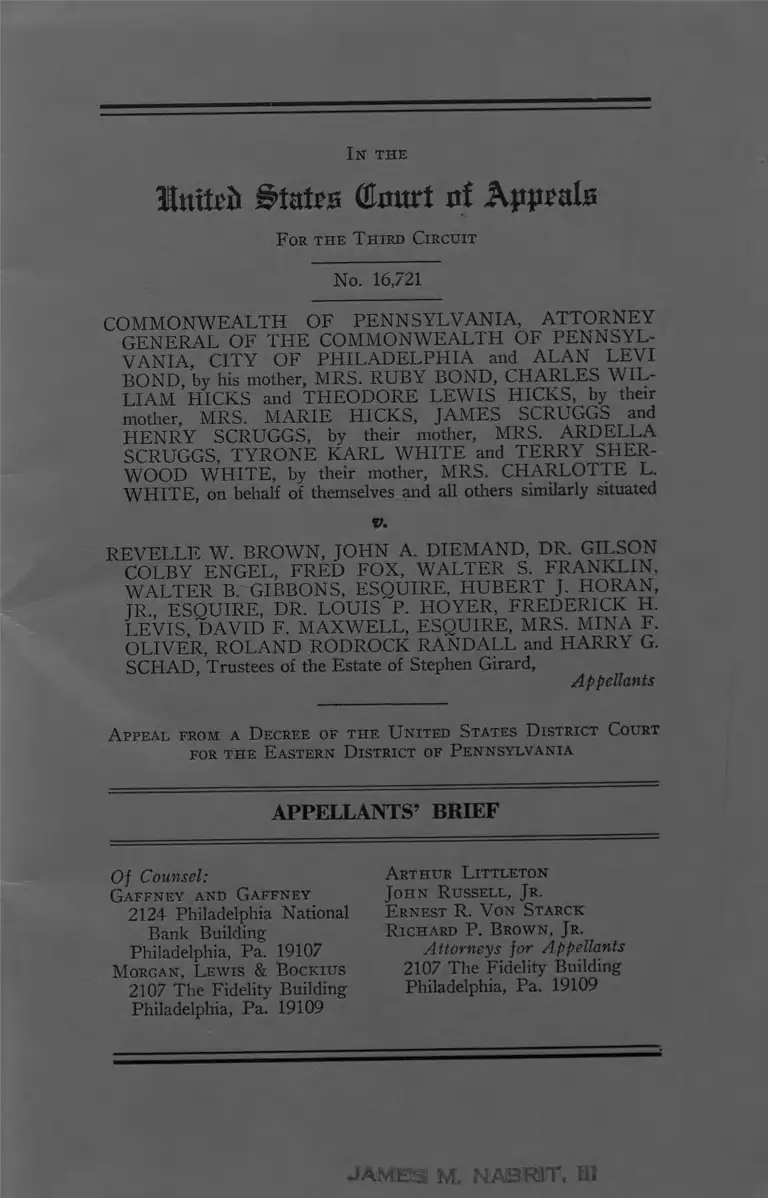 IN THE
United States Court of Appeals
FOR THE THIRD CIRCUIT
No. 16,721
COMMONWEALTH OF PENNSYLVANIA, ATTORNEY
GENERAL OF THE COMMONWEALTH OF PENNSYL-
VANIA, CITY OF PHILADELPHIA and ALAN LEVI
BOND, by his mother, MRS. RUBY BOND, CHARLES WIL-
LIAM HICKS and THEODORE LEWIS HICKS, by their
mother, MRS. MARIE HICKS, JAMES SCRUGGS and
HENRY SCRUGGS, by their mother, MRS. ARDELLA
SCRUGGS, TYRONE KARL WHITE and TERRY SHER-
WOOD WHITE, by their mother, MRS. CHARLOTTE L.
WHITE, on behalf of themselves and all others similarly situated
v.
REVELLE W. BROWN, JOHN A. DIEMAND, DR. GILSON
COLBY ENGEL, FRED FOX, WALTER S. FRANKLIN,
WALTER B. GIBBONS, ESQUIRE, HUBERT J. HORAN,
JR., ESQUIRE, DR. LOUIS P. HOYER, FREDERICK H.
LEVIS, DAVID F. MAXWELL, ESQUIRE, MRS. MINA F.
OLIVER, ROLAND RODROCK RANDALL and HARRY G.
SCHAD, Trustees of the Estate of Stephen Girard,
Appellants
APPEAL FROM A DECREE OF THE UNITED STATES DISTRICT COURT
FOR THE EASTERN DISTRICT OF PENNSYLVANIA
APPELLANTS' BRIEF
Of Counsel:
GAFFNEY AND GAFFNEY
2124 Philadelphia National
Bank Building
Philadelphia, Pa. 19107
MORGAN, LEWIS & BOCKIUS
2107 The Fidelity Building
Philadelphia, Pa. 19109
ARTHUR LITTLETON
JOHN RUSSELL, JR.
ERNEST R. VON STARCK
RICHARD P. BROWN, JR.
Attorneys for Appellants
2107 The Fidelity Building
Philadelphia, Pa. 19109
JAMES M. NABRIT, III